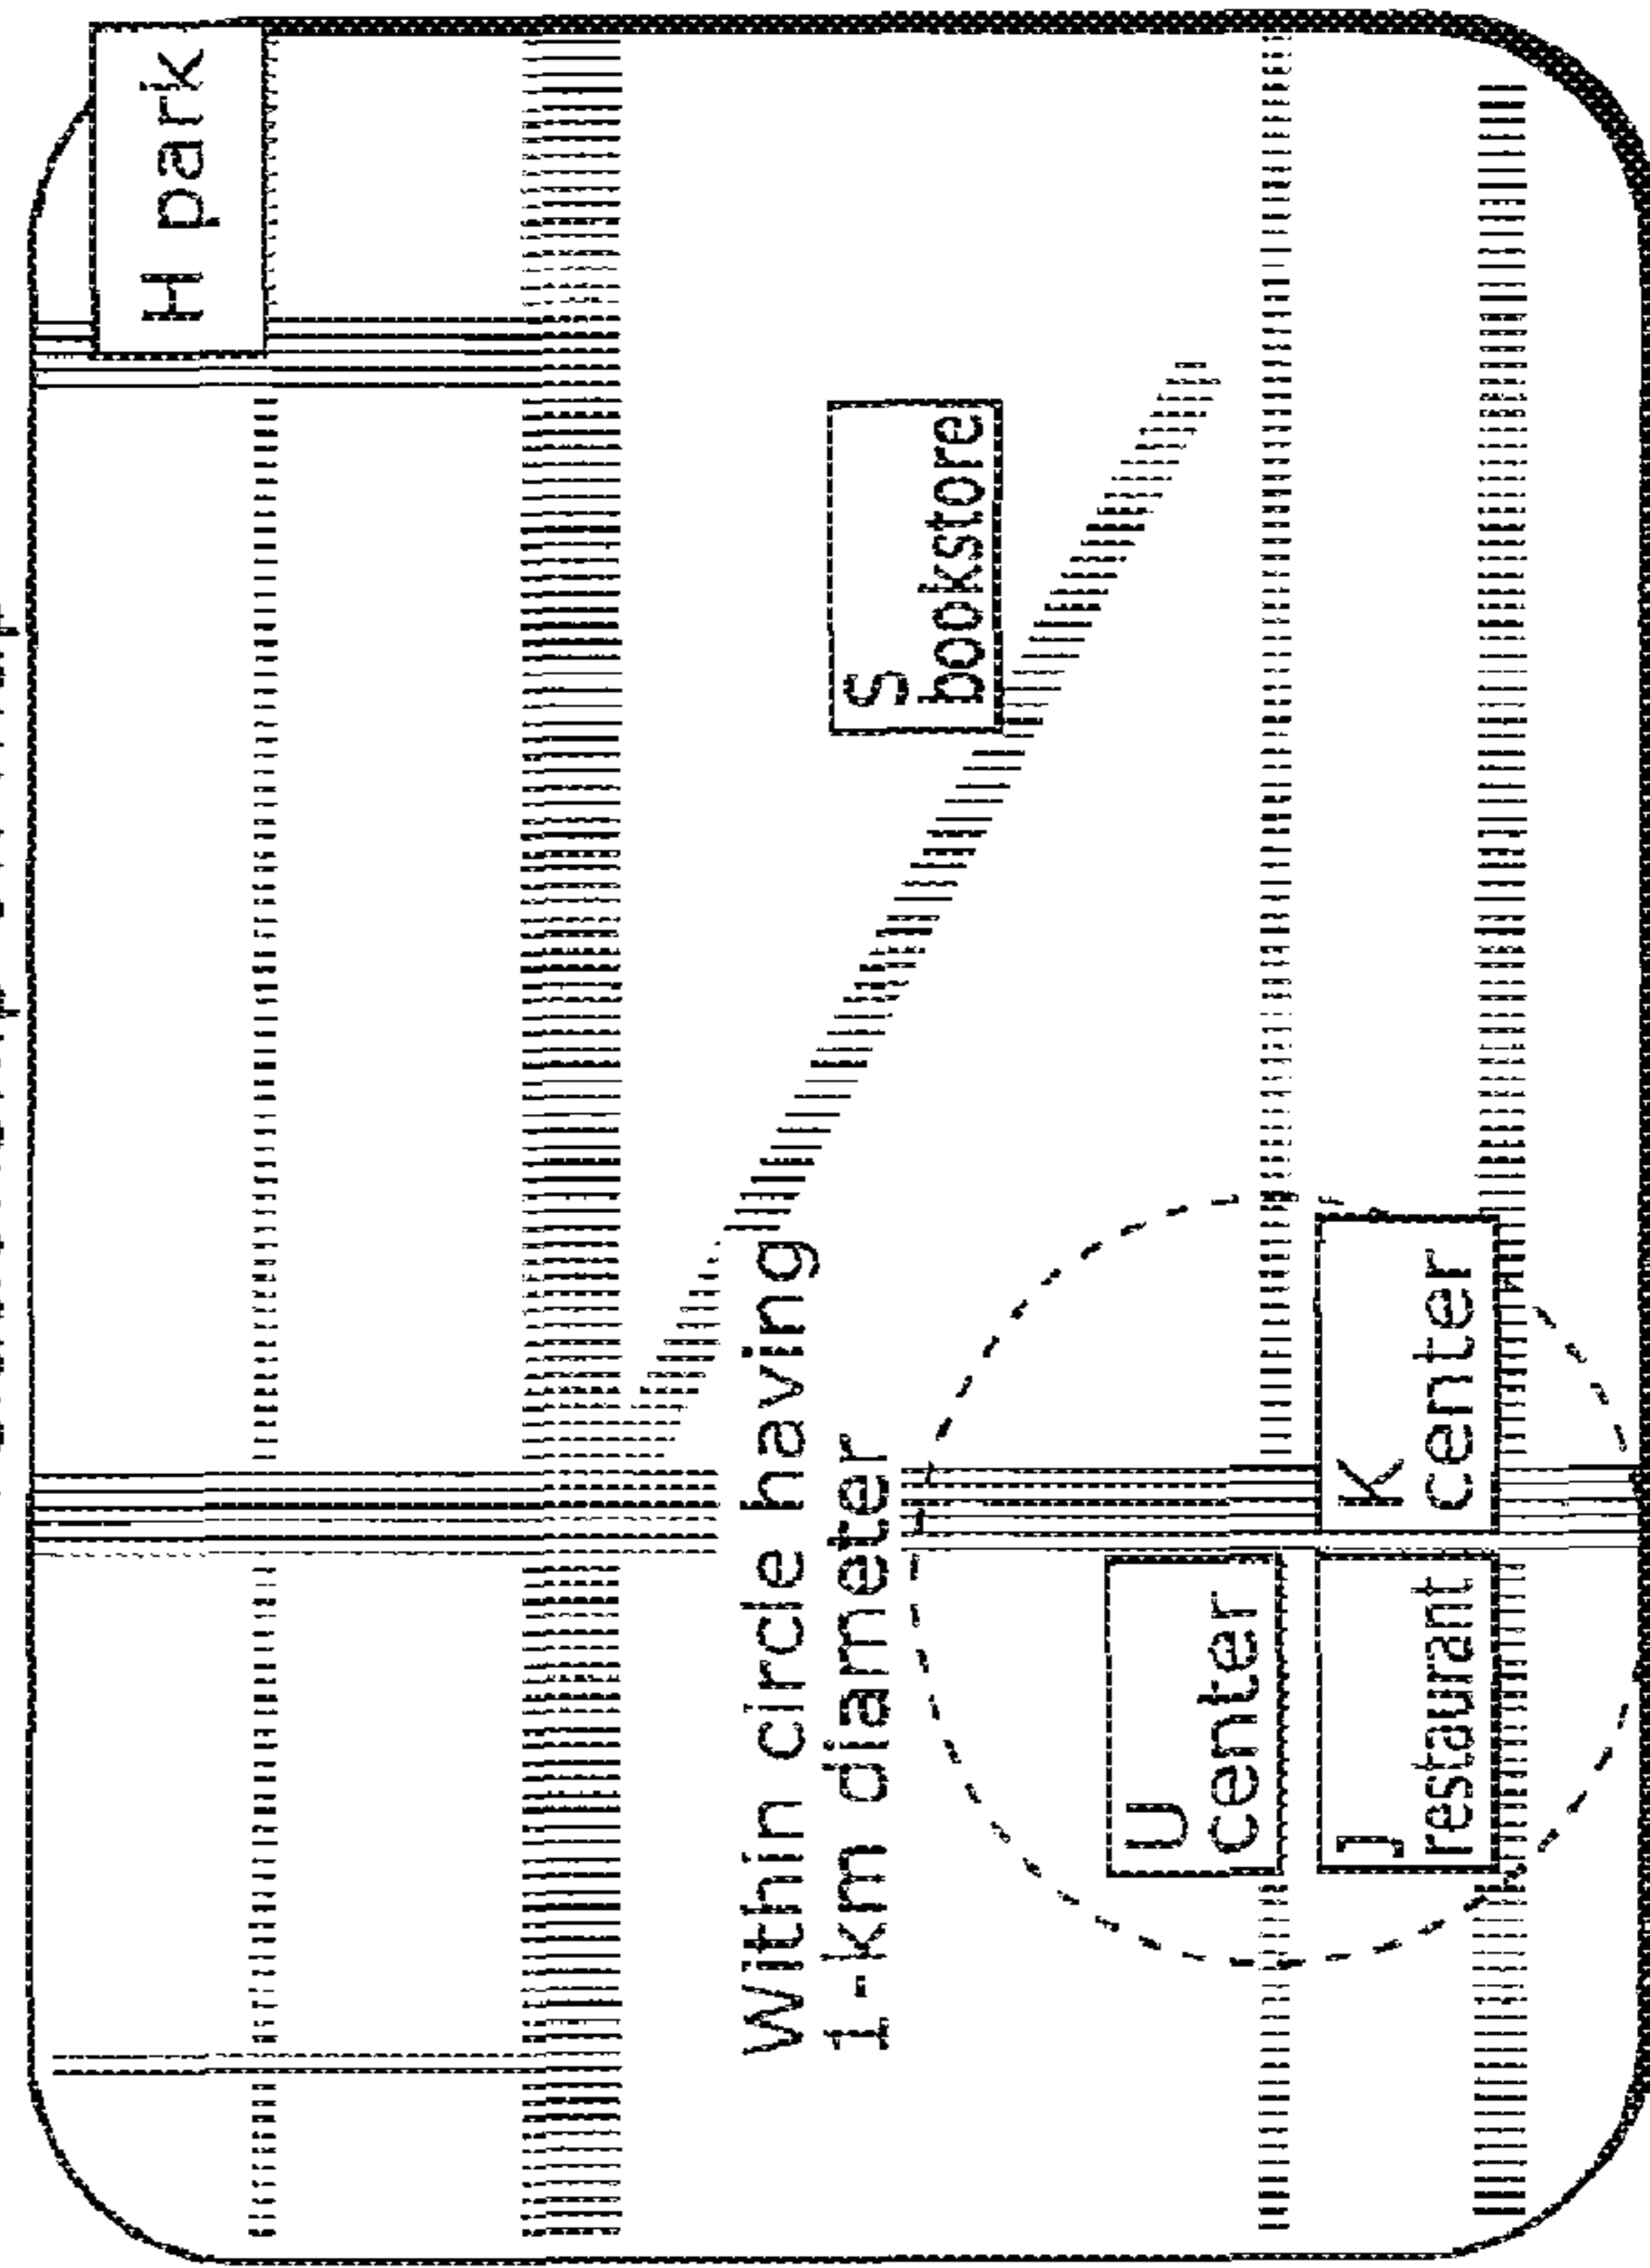 H park
S
bookstore
Within circle having
1-km diameter
U
center
K
center
J
restaurant